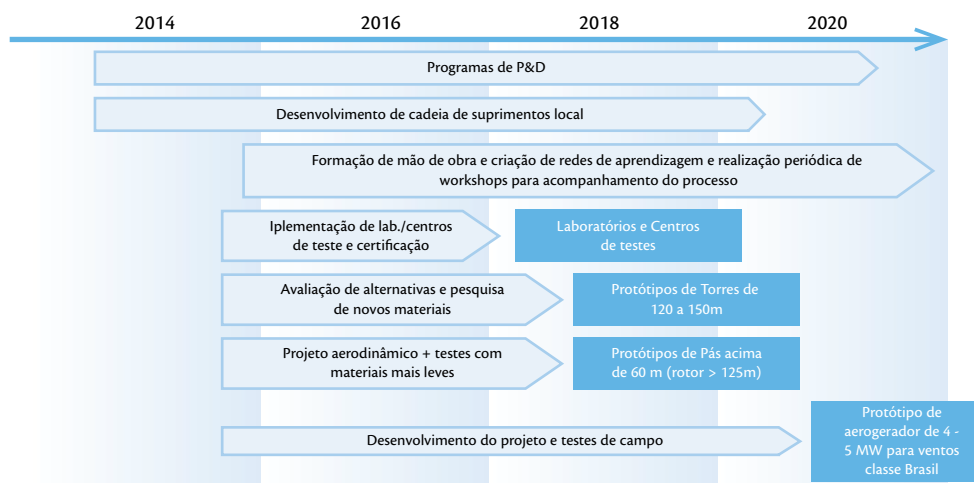 2014 2016 2018 2020
Programas de P&D
Desenvolvimento de cadeia de suprimentos local
Formação de mão de obra e criação de redes de aprendizagem e realização periódica de
workshops para acompanhamento do processo
Iplementação de lab./centros
de teste e certificação
Laboratórios e Centros
de testes
Avaliação de alternativas e pesquisa
de novos materiais
Protótipos de Torres de
120 a 150m
Projeto aerodinâmico + testes com
materiais mais leves
Protótipos de Pás acima
de 60 m (rotor > 125m)
Desenvolvimento do projeto e testes de campo
Protótipo de
aerogerador de 4 -
5 MW para ventos
classe Brasil